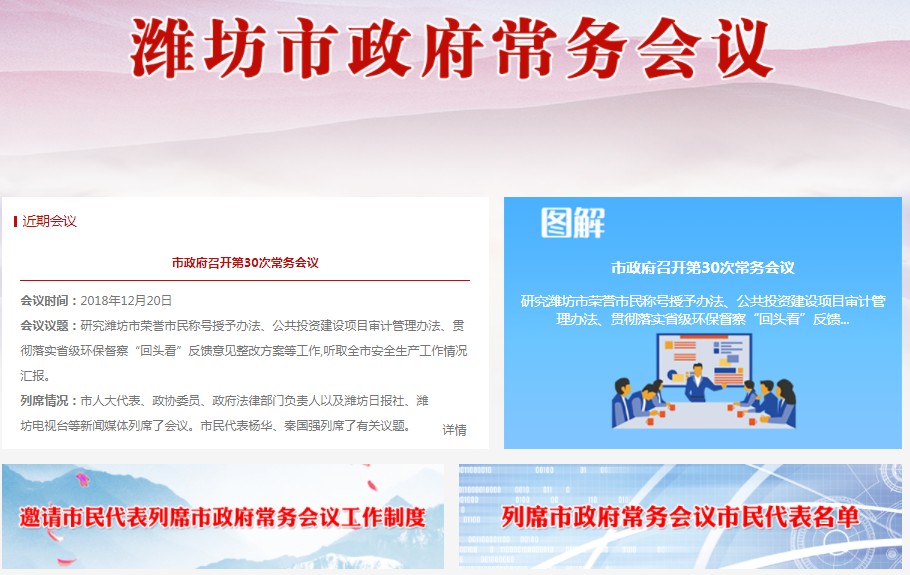 潍坊市政府常务会议
近期会议
市政府召开第30次常务会议
会议时间：2018年12月20日
会议议题：研究潍坊市荣誉市民称号授予办法、公共投资建设项目审计管理办法、贯
彻落实省级环保督察“回头看”反馈意见整改方案等工作,听取全市安全生产工作情况
汇报。
列席情况：市人大代表、政协委员、政府法律部门负责人以及潍坊日报社、潍
坊电视台等新闻媒体列席了会议。市民代表杨华、秦国强列席了有关议题。
详情
图解
市政府召开第30次常务会议
研究潍坊市荣誉市民称号授予办法、公共投资建设项目审计管
理办法、贯彻落实省级环保督察“回头看”反馈...
邀请市民代表列席市政府常务会议工作制度
列席市政府常务会议市民代表名单